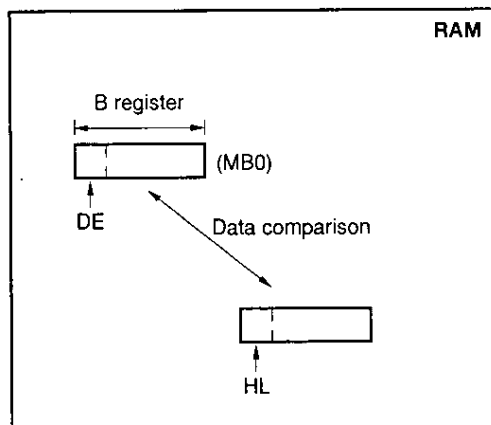 RAM
B register
(MB0)
DE
Data comparison
HL